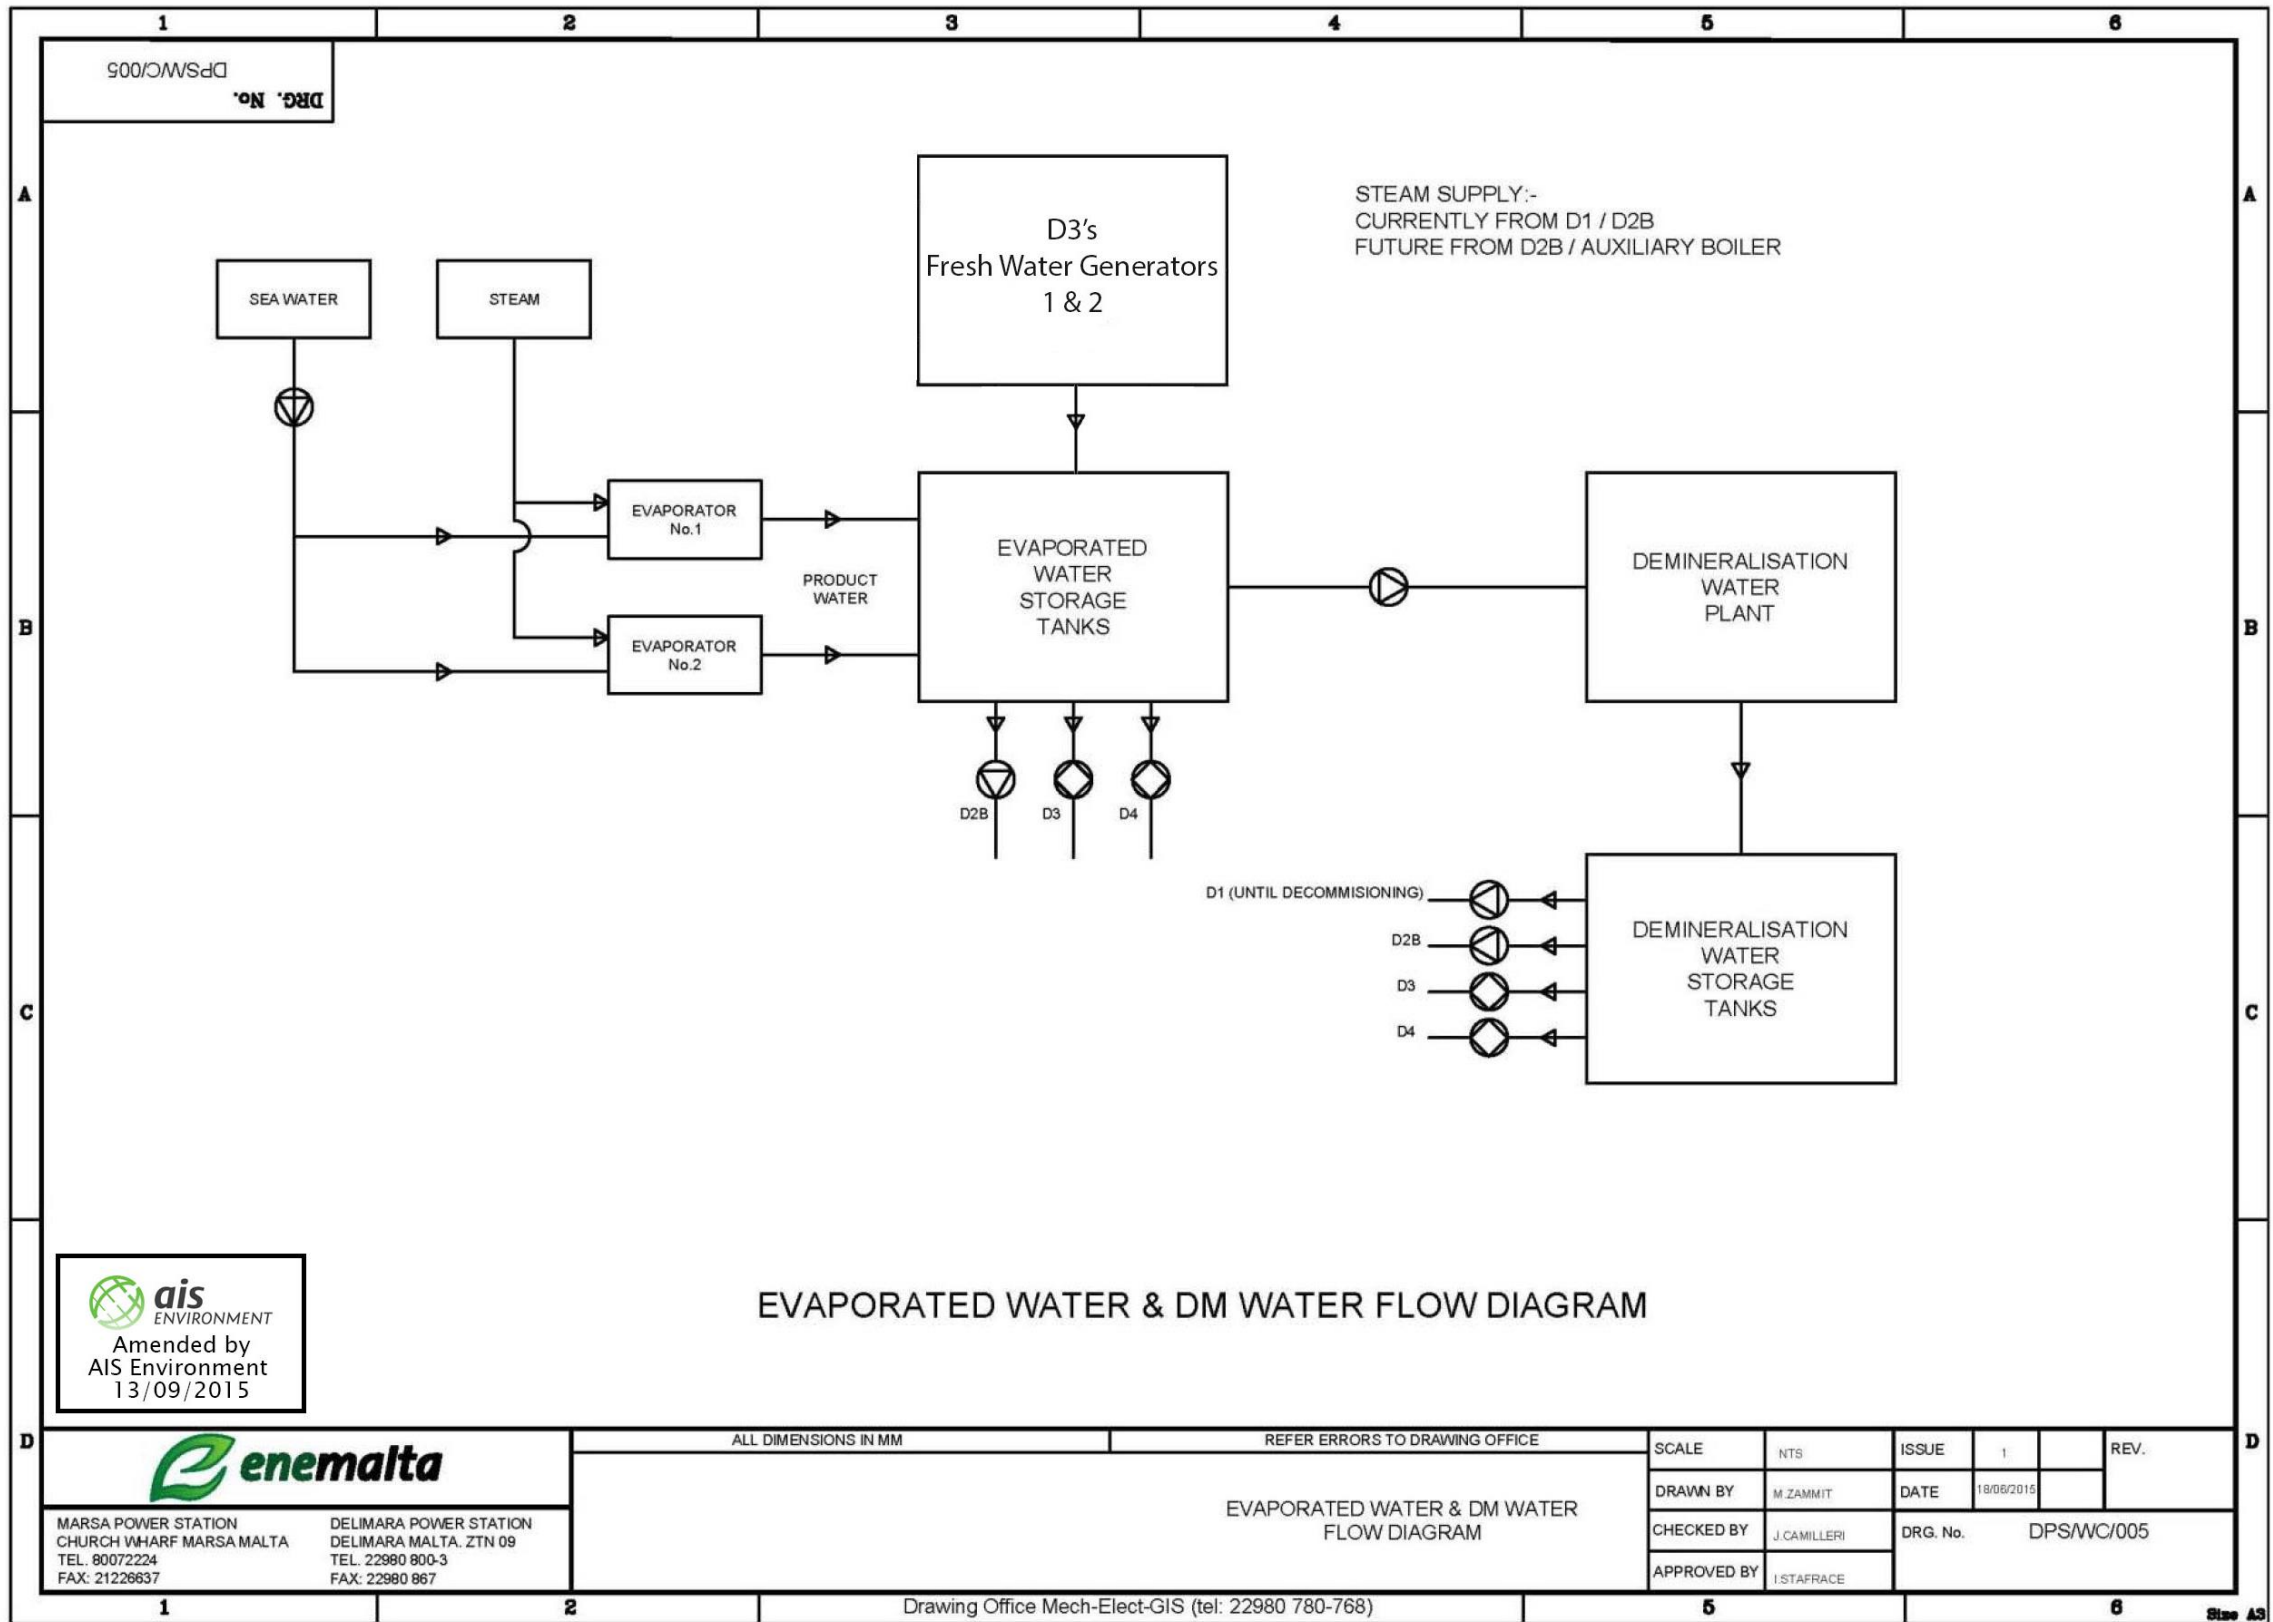 1 2 3 4 5 6
DPS/WC/005
DRG. No.
A
A
STEAM SUPPLY:-
CURRENTLY FROM D1 / D2B
FUTURE FROM D2B / AUXILIARY BOILER
D3's
Fresh Water Generators
1 & 2
SEA WATER
STEAM
EVAPORATOR
No.1
PRODUCT
WATER
EVAPORATOR
No.2
EVAPORATED
WATER
STORAGE
TANKS
DEMINERALISATION
WATER
PLANT
B
B
D2B
D3
D4
D1 (UNTIL DECOMMISIONING)
D2B
D3
D4
DEMINERALISATION
WATER
STORAGE
TANKS
C
C
EVAPORATED WATER & DM WATER FLOW DIAGRAM
ais
ENVIRONMENT
Amended by
AIS Environment
13/09/2015
D
D
enemalta
MARSA POWER STATION
CHURCH WHARF MARSA MALTA
TEL. 80072224
FAX: 21226637
DELIMARA POWER STATION
DELIMARA MALTA. ZTN 09
TEL. 22980 800-3
FAX: 22980 867
ALL DIMENSIONS IN MM
REFER ERRORS TO DRAWING OFFICE
EVAPORATED WATER & DM WATER
FLOW DIAGRAM
SCALE NTS
DRAWN BY M.ZAMMIT
CHECKED BY J.CAMILLERI
APPROVED BY I.STAFRACE
ISSUE 1 REV.
DATE 18/06/2015
DRG. No. DPS/WC/005
1 2 Drawing Office Mech-Elect-GIS (tel: 22980 780-768) 5 6 Size A3